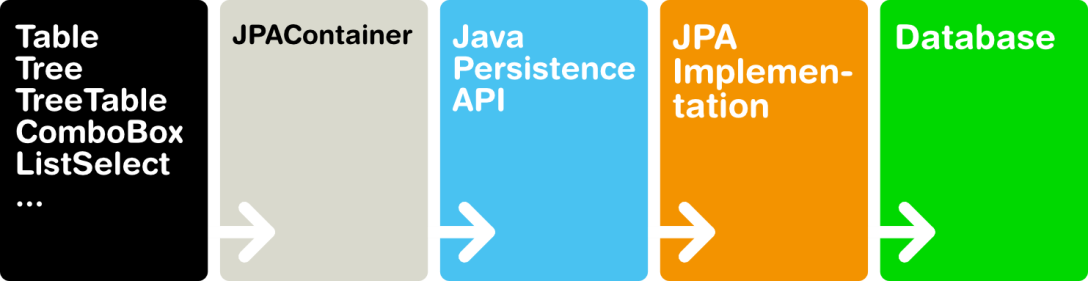 Table
Tree
TreeTable
ComboBox
ListSelect
...
JPAContainer
Java
Persistence
API
JPA
Implemen-
tation
Database